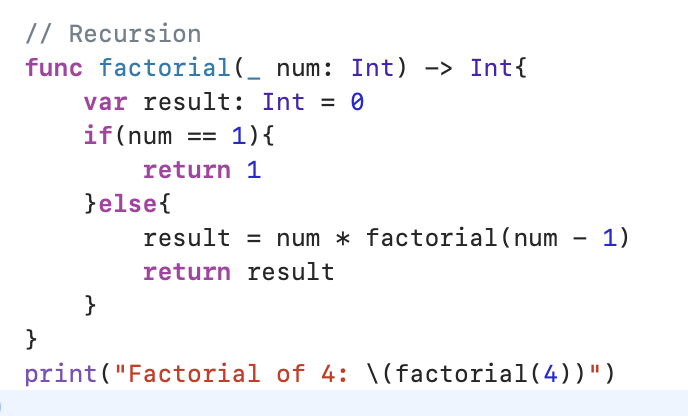 // Recursion
func factorial(_ num: Int) -> Int{
    var result: Int = 0
    if(num == 1){
        return 1
    }else{
        result = num * factorial(num - 1)
        return result
    }
}
print("Factorial of 4: \(factorial(4))")